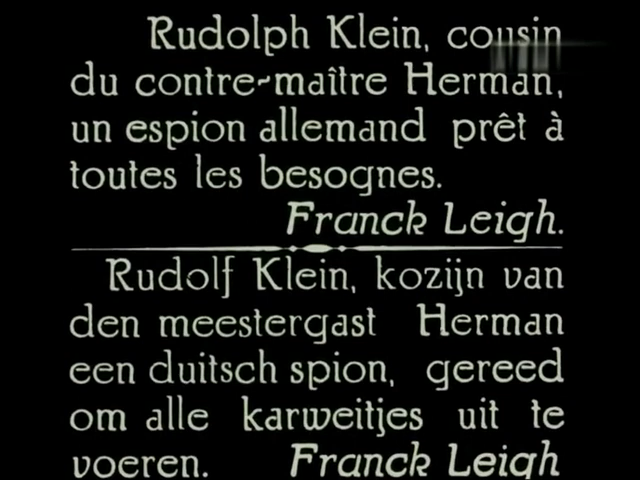 Rudolph Klein, cousin
du contre-maître Herman,
un espion allemand prêt à
toutes les besognes.
Franck Leigh.
Rudolf Klein, kozijn van
den meestergast Herman
een duitsch spion, gereed
om alle karweitjes uit te
voeren. Franck Leigh